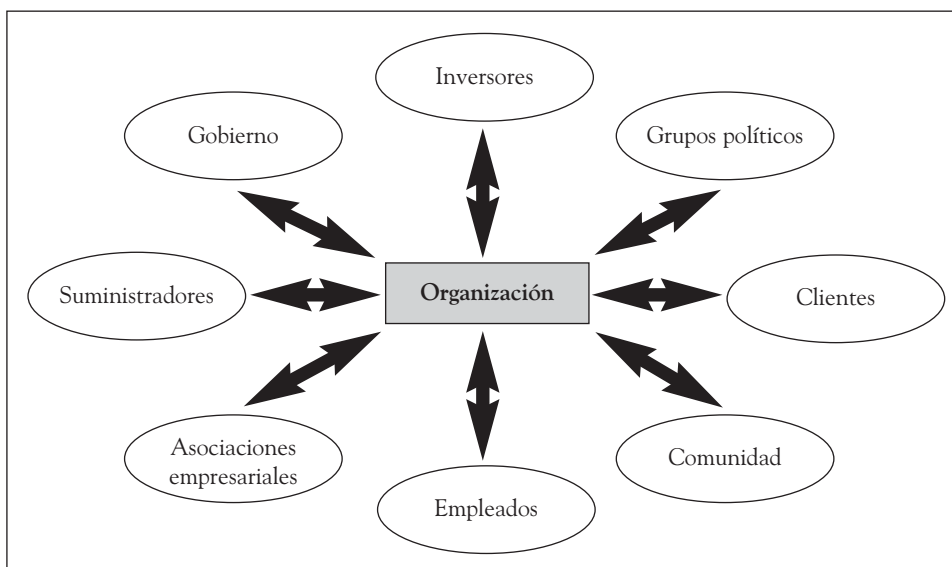 Inversores
Gobierno
Grupos políticos
Suministradores
Organización
Clientes
Asociaciones
empresariales
Comunidad
Empleados